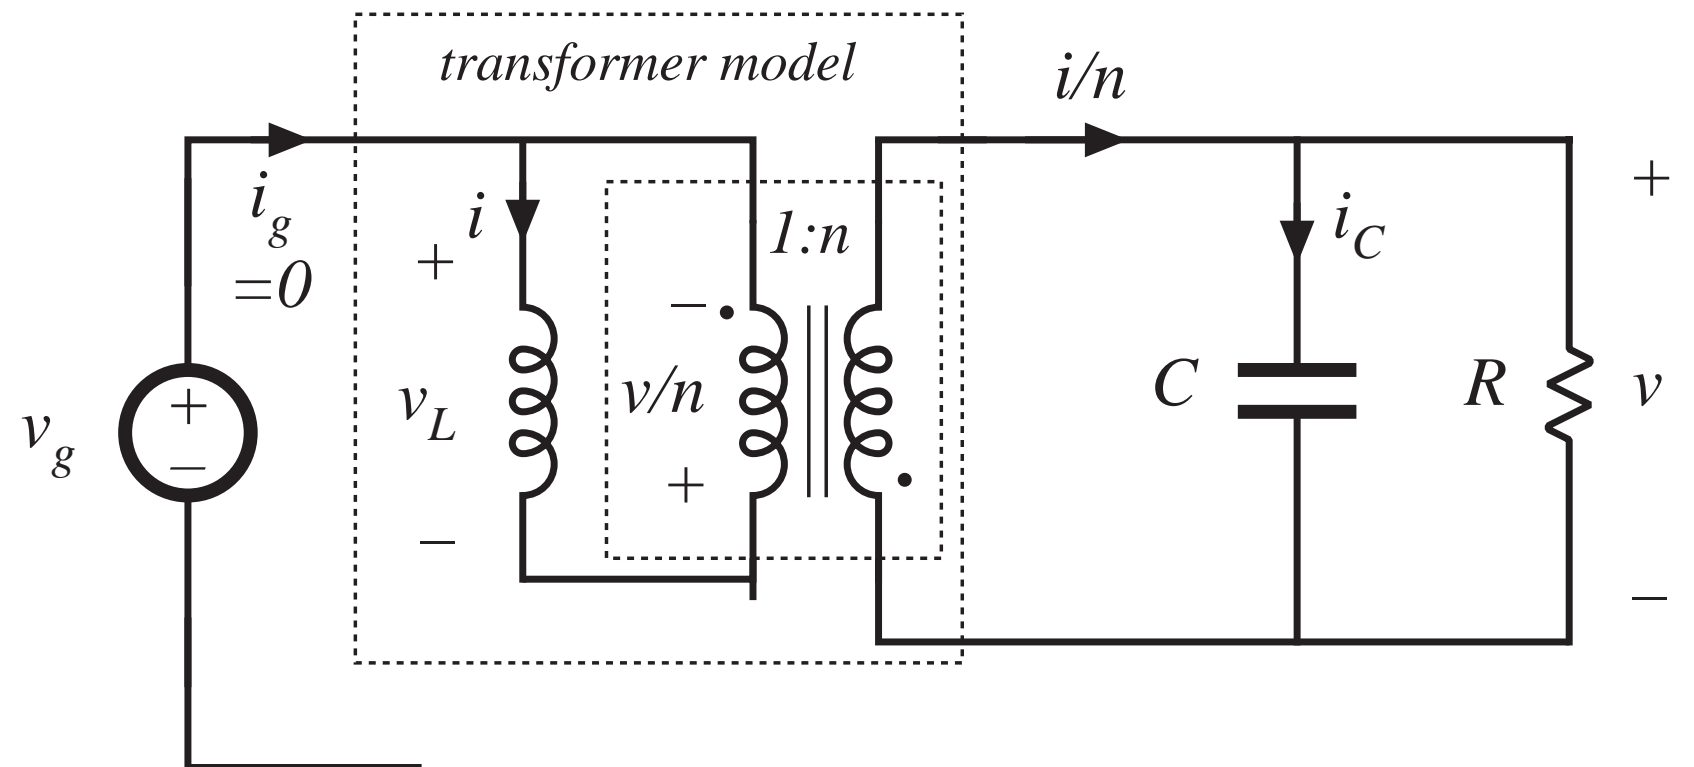 transformer model
i/n
i_g
=0
i
+
1:n
i_C
+
–
v/n
+
v_L
–
C
R
v
–
v_g
+
–